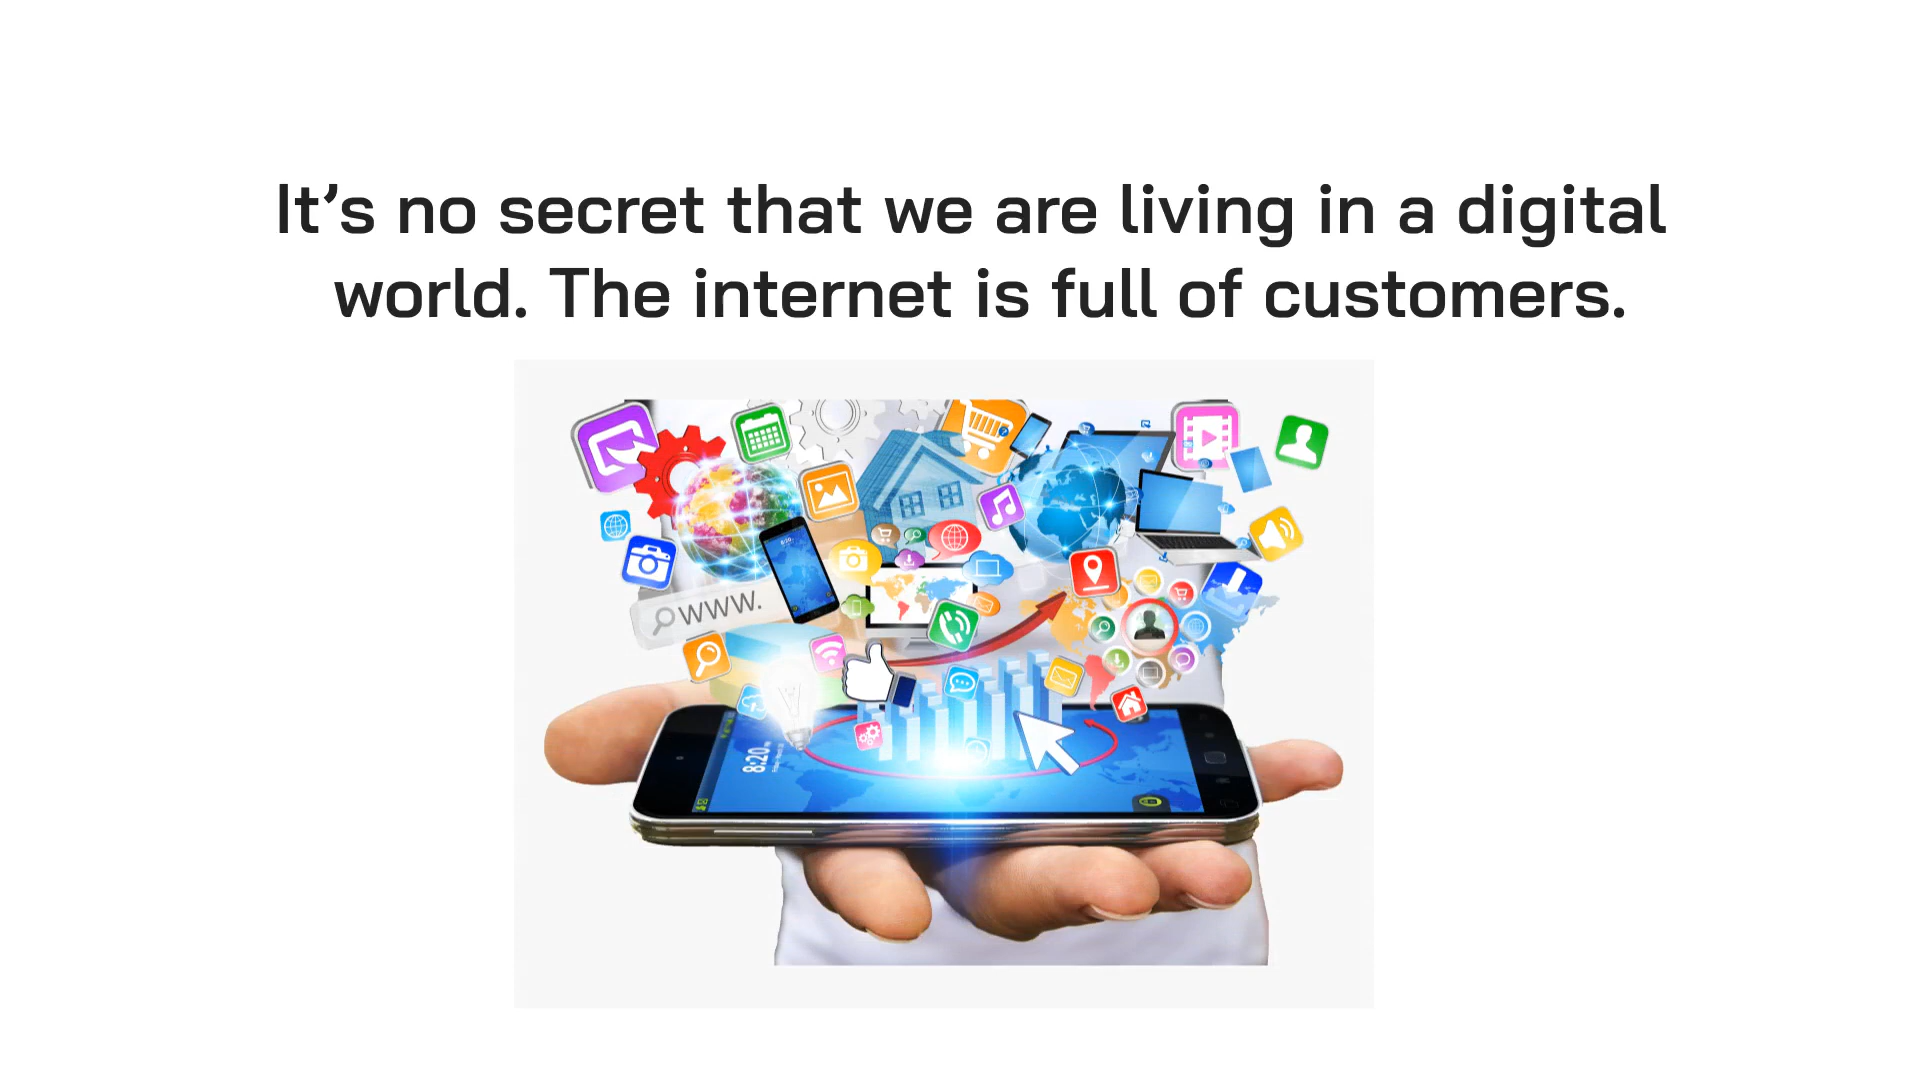 It’s no secret that we are living in a digital
world. The internet is full of customers.
WWW.
8:20